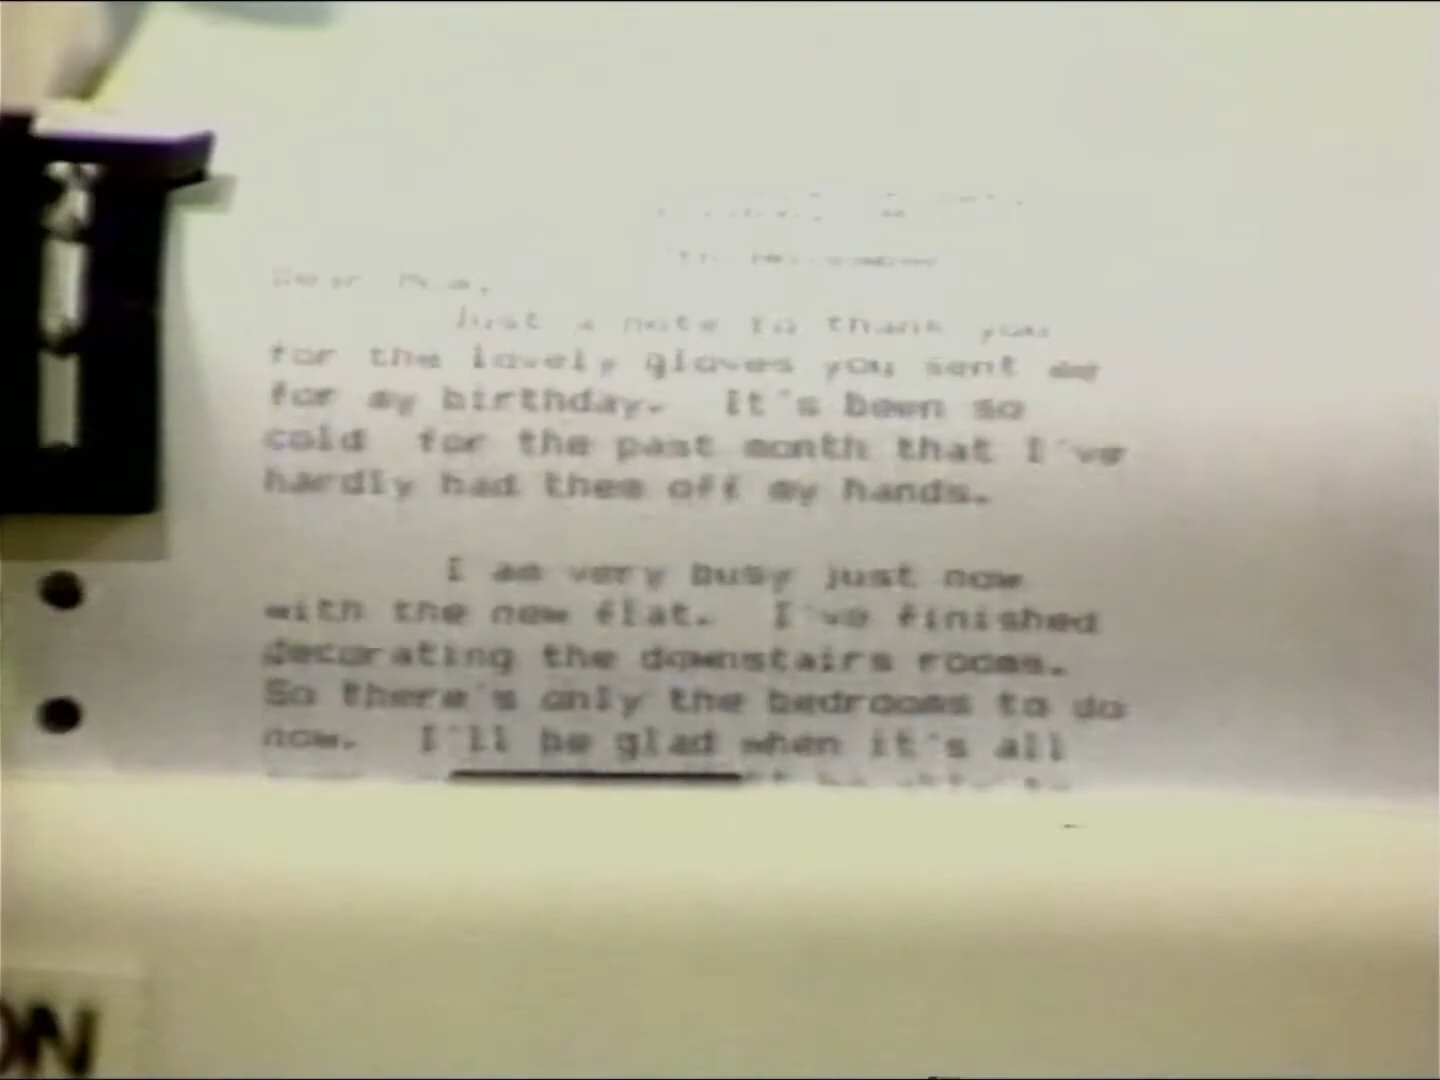 Dear
Just a note to thank you
for the lovely gloves you sent me
for my birthday. It's been so
cold for the past month that I've
hardly had them off my hands.
I am very busy just now
with the new flat. I've finished
decorating the downstairs rooms.
So there's only the bedrooms to do
now. I'll be glad when it's all
ON